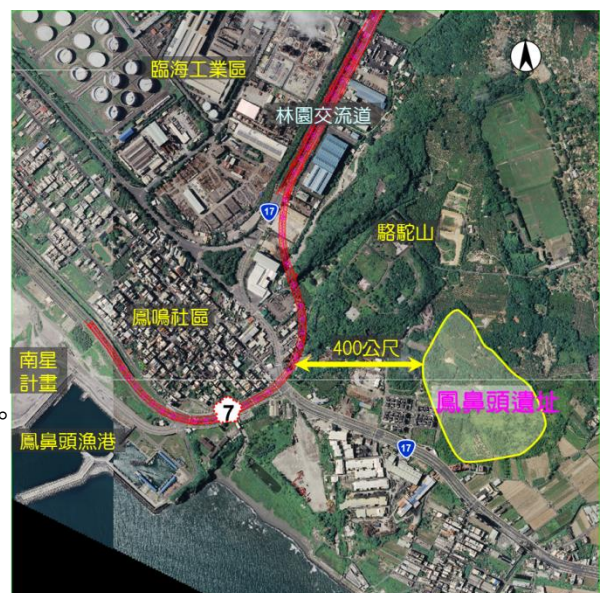 臨海工業區
林園交流道
17
駱駝山
鳳鳴社區
400公尺
南星
計畫
鳳鼻頭遺址
7
。
鳳鼻頭漁港
17